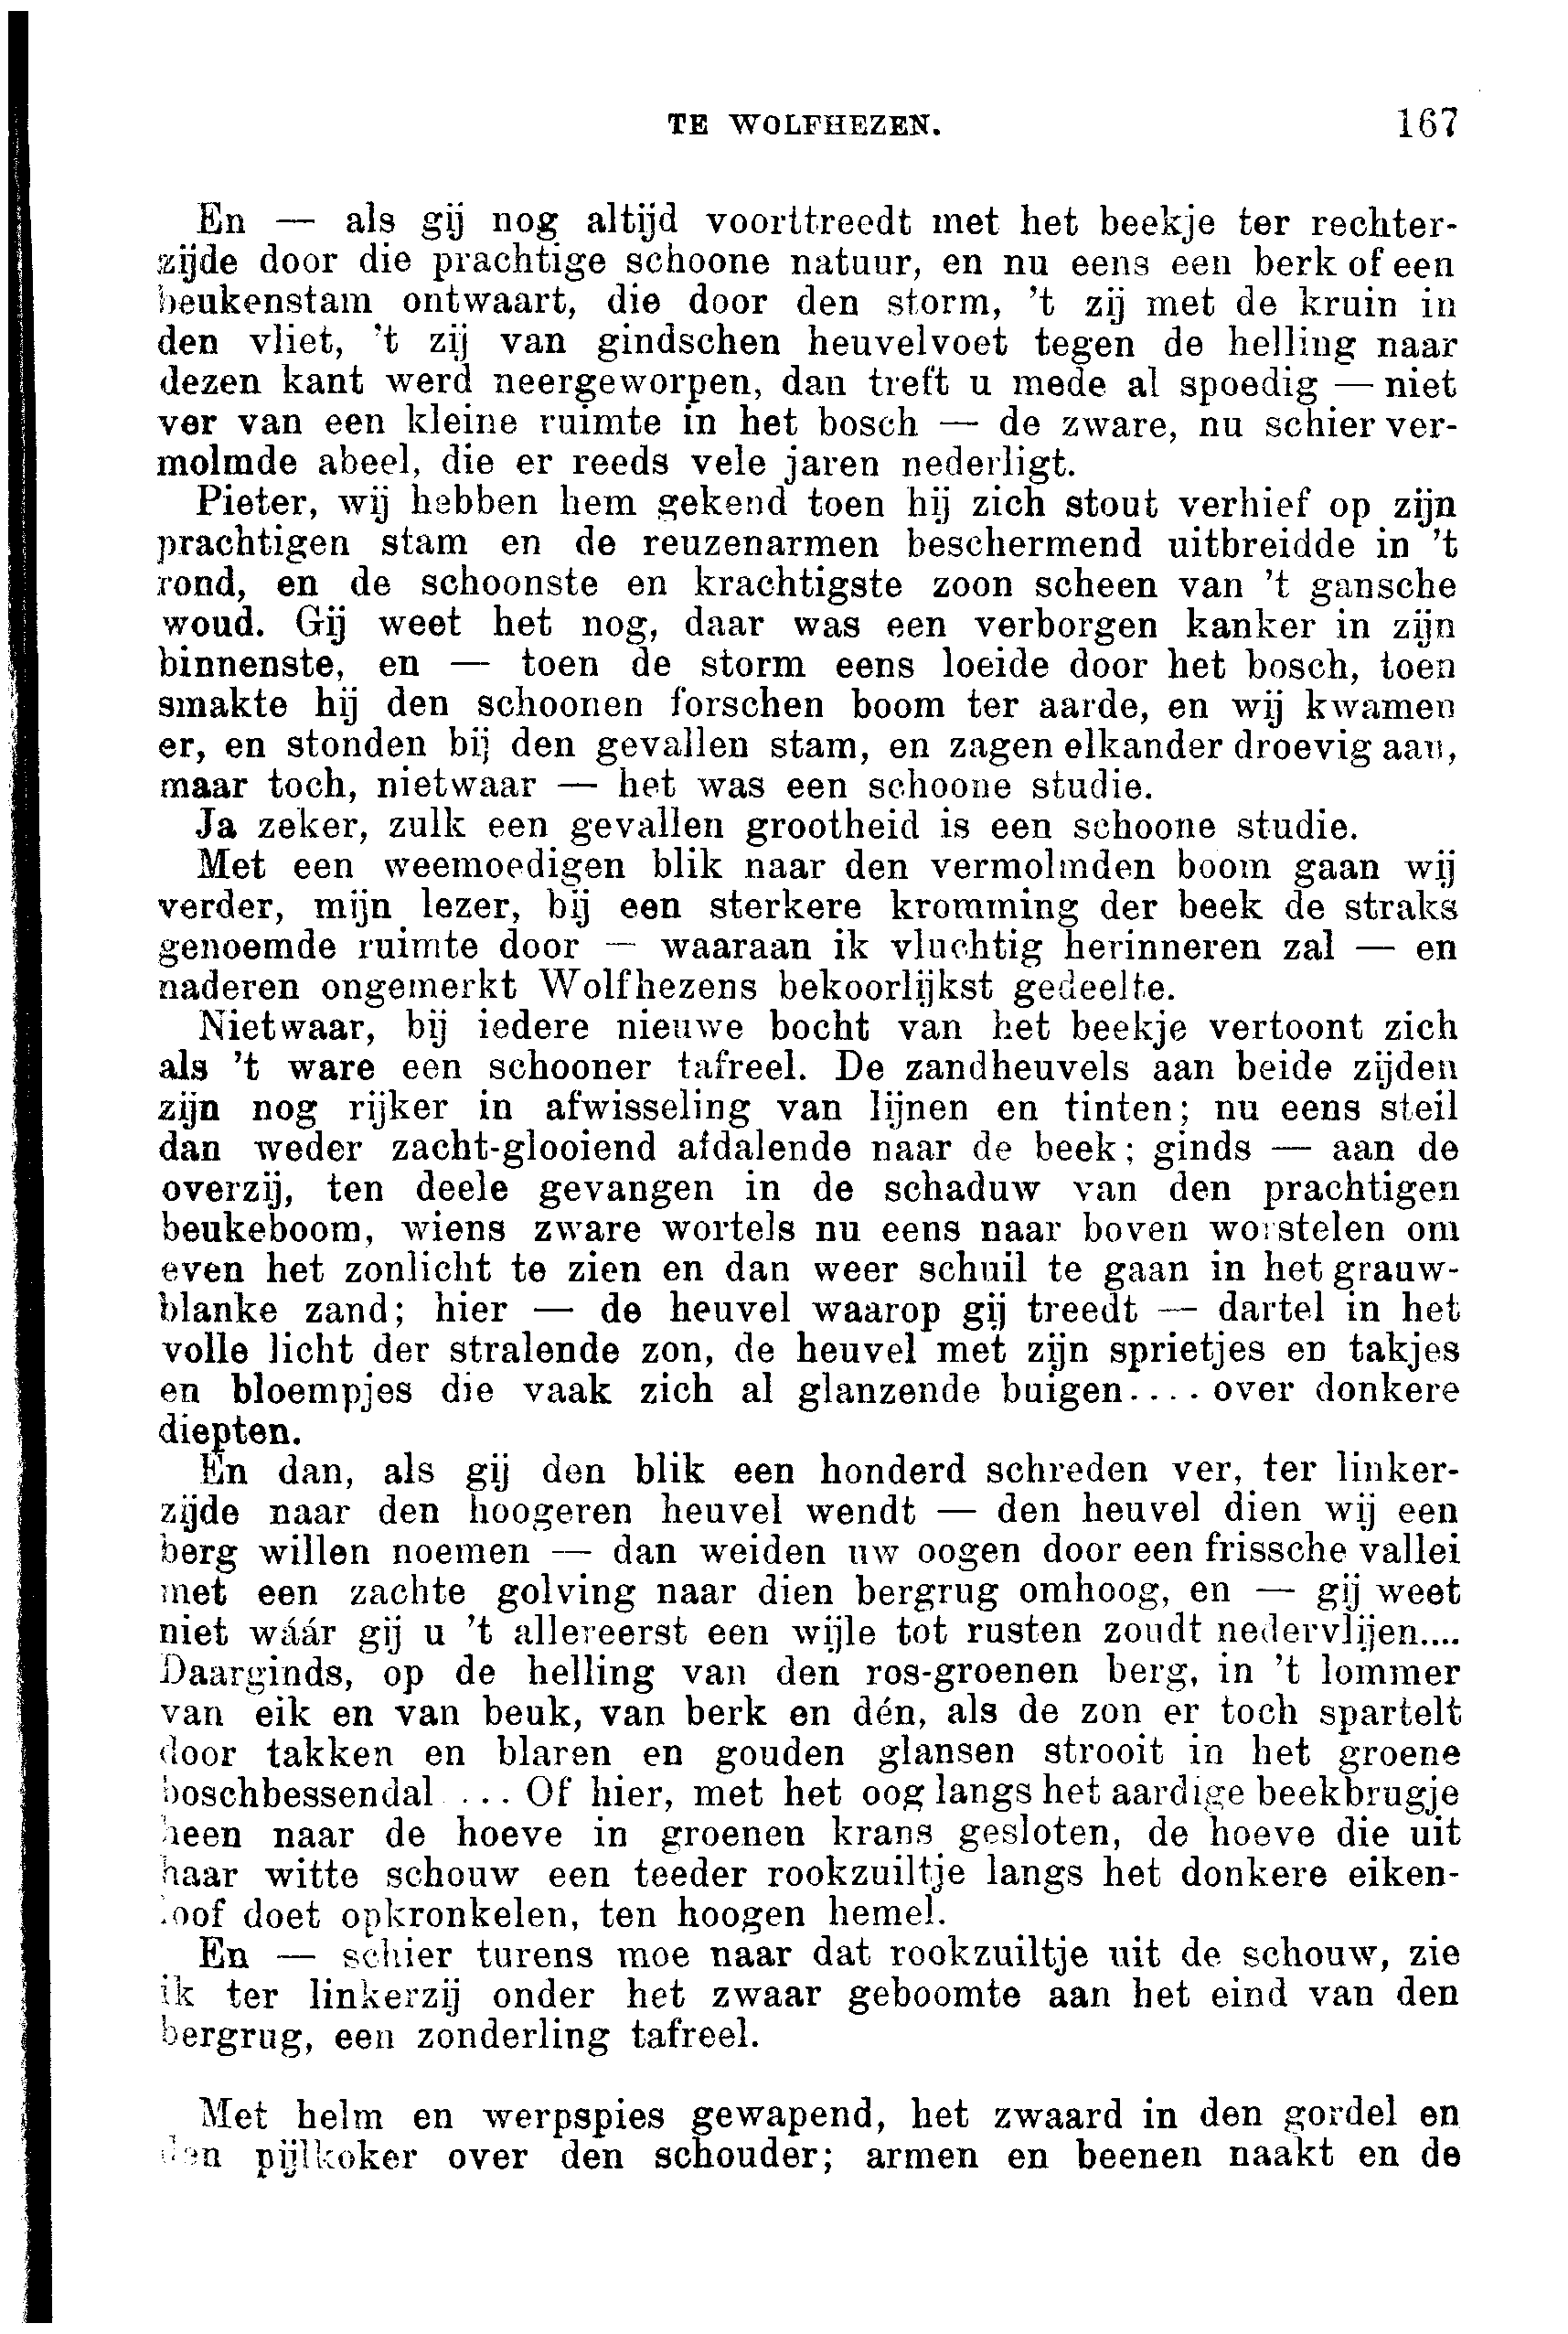 TE WOLFHEZEN. 167
En — als gij nog altijd voorttreedt met het beekje ter rechter-
zijde door die prachtige schoone natuur, en nu eens een berk of een
beukenstam ontwaart, die door den storm, 't zij met de kruin in
den vliet, 't zij van gindschen heuvelvoet tegen de helling naar
dezen kant werd neergeworpen, dan treft u mede al spoedig — niet
ver van een kleine ruimte in het bosch — de zware, nu schier ver-
molmde abeel, die er reeds vele jaren nederligt.
Pieter, wij hebben hem gekend toen hij zich stout verhief op zijn
prachtigen stam en de reuzenarmen beschermend uitbreidde in 't
rond, en de schoonste en krachtigste zoon scheen van 't gansche
woud. Gij weet het nog, daar was een verborgen kanker in zijn
binnenste, en — toen de storm eens loeide door het bosch, toen
smakte hij den schoonen forschen boom ter aarde, en wij kwamen
er, en stonden bij den gevallen stam, en zagen elkander droevig aan,
maar toch, nietwaar — het was een schoone studie.
Ja zeker, zulk een gevallen grootheid is een schoone studie.
Met een weemoedigen blik naar den vermolmden boom gaan wij
verder, mijn lezer, bij een sterkere kromming der beek de straks
genoemde ruimte door — waaraan ik vluchtig herinneren zal — en
naderen ongemerkt Wolfhezens bekoorlijkst gedeelte.
Nietwaar, bij iedere nieuwe bocht van het beekje vertoont zich
als 't ware een schooner tafreel. De zandheuvels aan beide zijden
zijn nog rijker in afwisseling van lijnen en tinten; nu eens steil
dan weder zacht-glooiend afdalende naar de beek; ginds — aan de
overzij, ten deele gevangen in de schaduw van den prachtigen
beukeboom, wiens zware wortels nu eens naar boven worstelen om
even het zonlicht te zien en dan weer schuil te gaan in het grauw-
blanke zand; hier — de heuvel waarop gij treedt — dartel in het
volle licht der stralende zon, de heuvel met zijn sprietjes en takjes
en bloempjes die vaak zich al glanzende buigen.... over donkere
diepten.
En dan, als gij den blik een honderd schreden ver, ter linker-
zijde naar den hoogeren heuvel wendt — den heuvel dien wij een
berg willen noemen — dan weiden uw oogen door een frissche vallei
met een zachte golving naar dien bergrug omhoog, en — gij weet
niet wáár gij u 't allereerst een wijle tot rusten zoudt nedervlijen....
Daarginds, op de helling van den ros-groenen berg, in 't lommer
van eik en van beuk, van berk en dén, als de zon er toch spartelt
door takken en blaren en gouden glansen strooit in het groene
boschbessendal ... Of hier, met het oog langs het aardige beekbrugje
heen naar de hoeve in groenen krans gesloten, de hoeve die uit
haar witte schouw een teeder rookzuiltje langs het donkere eiken-
loof doet opkronkelen, ten hoogen hemel.
En — schier turens moe naar dat rookzuiltje uit de schouw, zie
ik ter linkerzij onder het zwaar geboomte aan het eind van den
bergrug, een zonderling tafreel.
Met helm en werpspies gewapend, het zwaard in den gordel en
den pijlkoker over den schouder; armen en beenen naakt en de